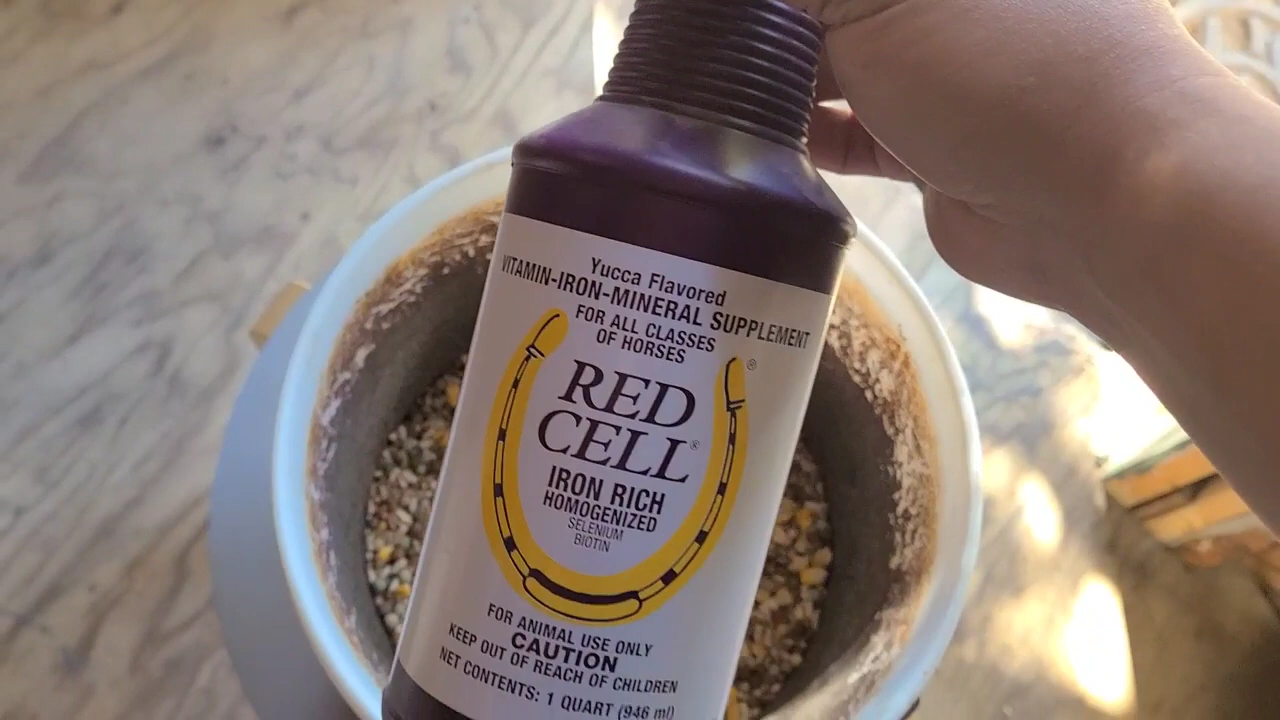 Yucca Flavored
VITAMIN-IRON-MINERAL SUPPLEMENT
FOR ALL CLASSES
OF HORSES
RED
CELL®
®
IRON RICH
HOMOGENIZED
SELENIUM
BIOTIN
FOR ANIMAL USE ONLY
CAUTION
KEEP OUT OF REACH OF CHILDREN
NET CONTENTS: 1 QUART (946 ml)